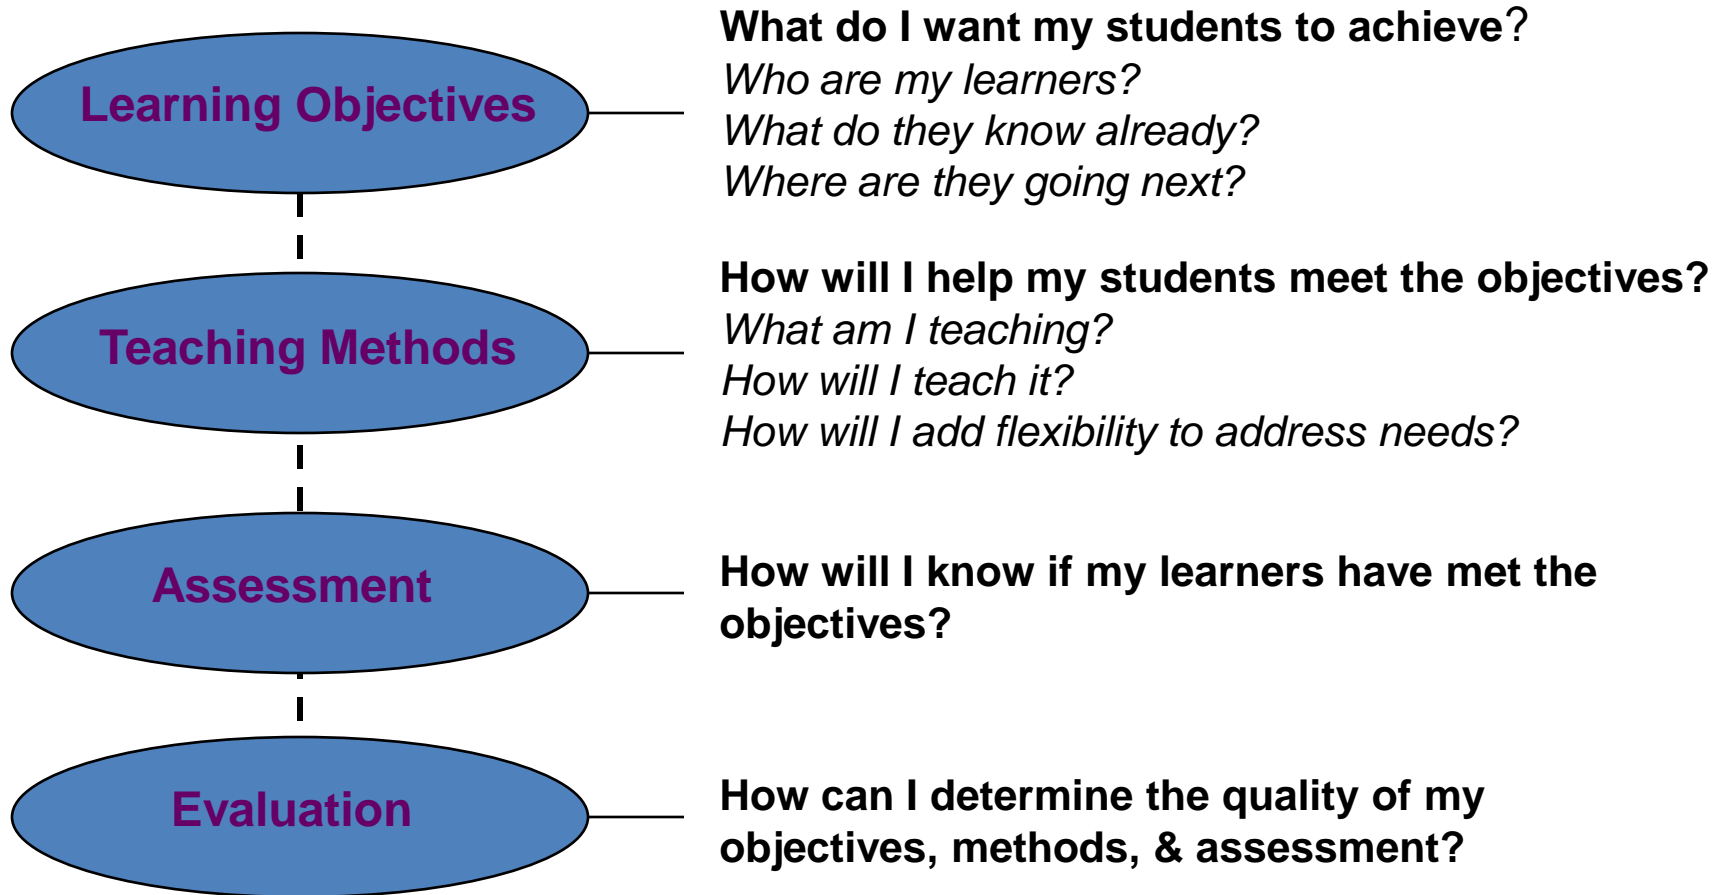 What do I want my students to achieve?
Learning Objectives
Who are my learners?
What do they know already?
Where are they going next?
How will I help my students meet the objectives?
Teaching Methods
What am I teaching?
How will I teach it?
How will I add flexibility to address needs?
Assessment
How will I know if my learners have met the
objectives?
Evaluation
How can I determine the quality of my
objectives, methods, & assessment?